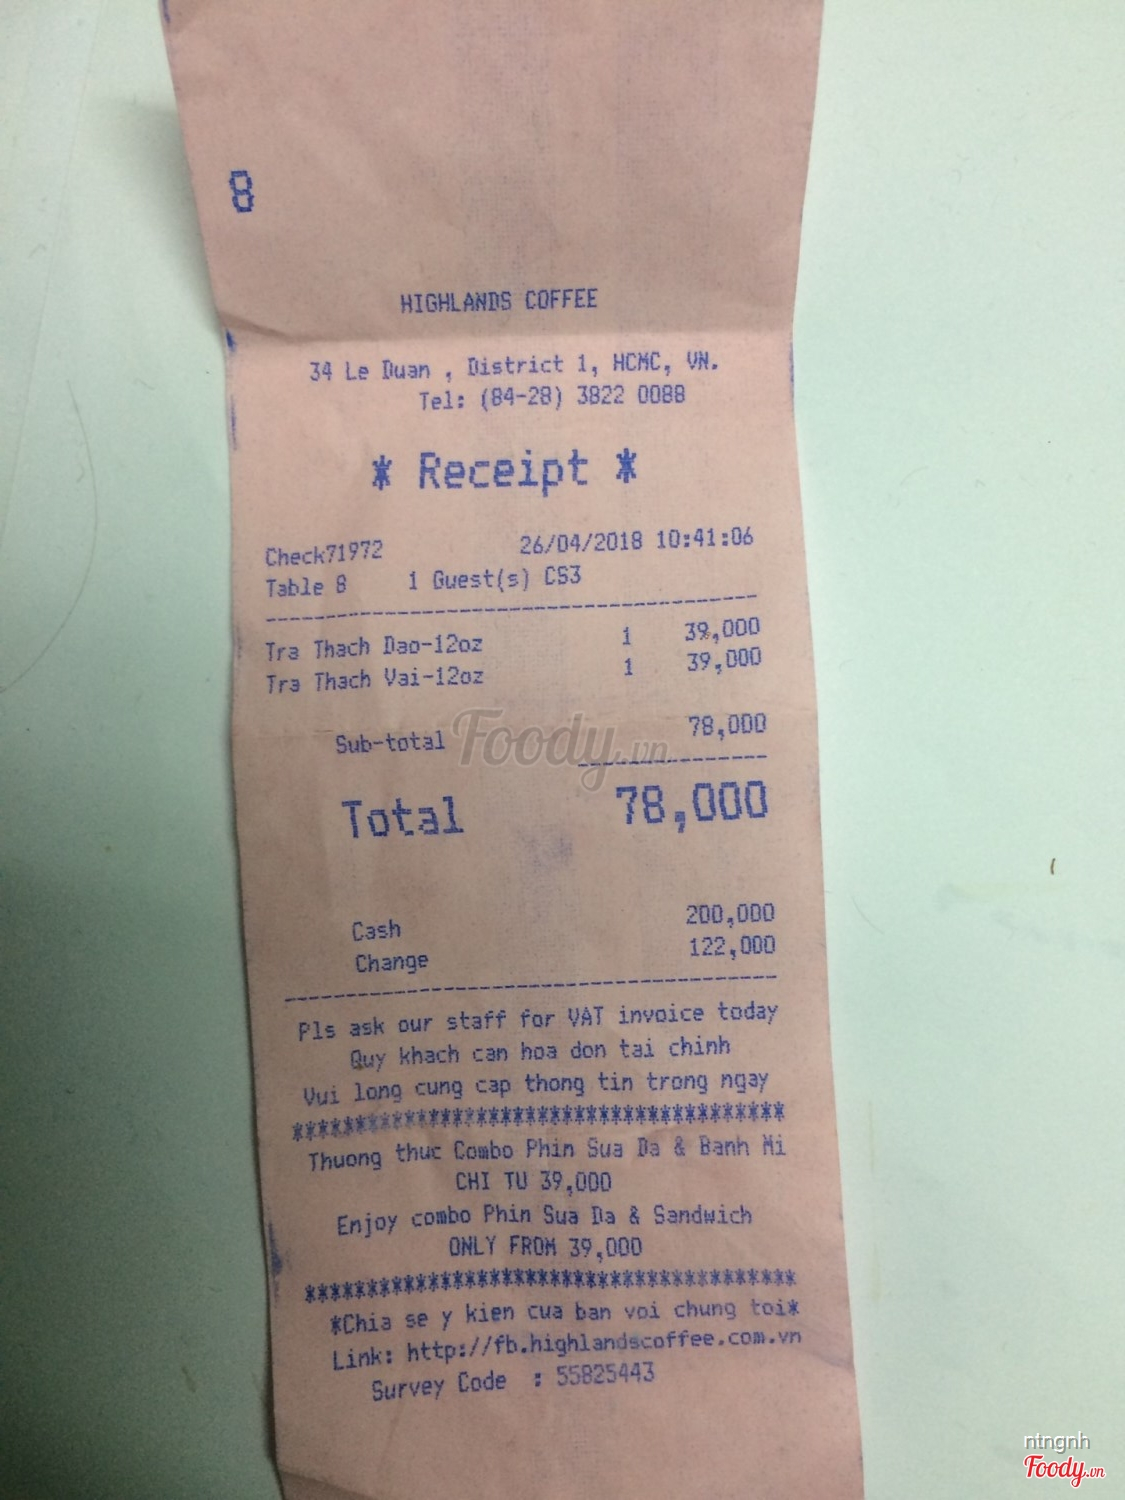 8
HIGHLANDS COFFEE
34 Le Duan , District 1, HCMC, VN.
Tel: (84-28) 3822 0088
* Receipt *
Check71972 26/04/2018 10:41:06
Table 8 1 Guest(s) CS3
Tra Thach Dao-12oz 1 39,000
Tra Thach Vai-12oz 1 39,000
Sub-total 78,000
Foody.vn
Total 78,000
Cash 200,000
Change 122,000
Pls ask our staff for VAT invoice today
Quy khach can hoa don tai chinh
Vui long cung cap thong tin trong ngay
****************************************
Thuong thuc Combo Phin Sua Da & Banh Mi
CHI TU 39,000
Enjoy combo Phin Sua Da & Sandwich
ONLY FROM 39,000
****************************************
*Chia se y kien cua ban voi chung toi*
Link: http://fb.highlandscoffee.com.vn
Survey Code : 55825443
ntngnh
Foody.vn